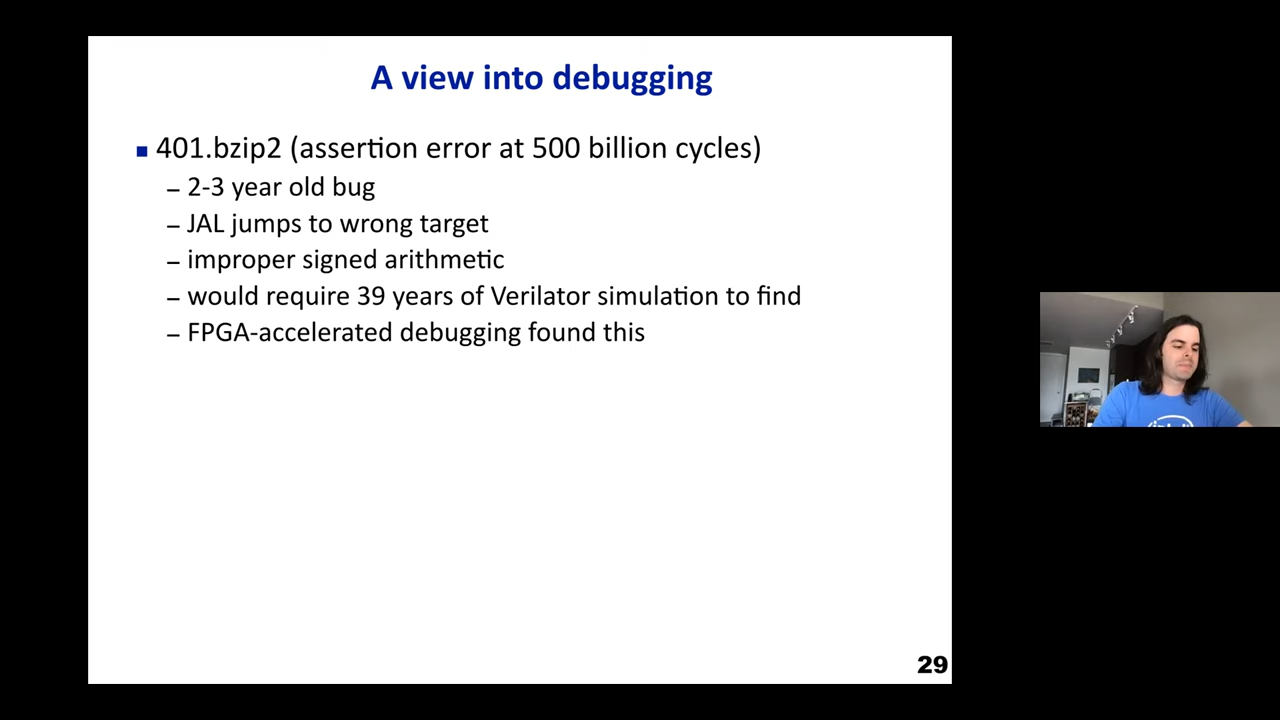 A view into debugging
401.bzip2 (assertion error at 500 billion cycles)
– 2-3 year old bug
– JAL jumps to wrong target
– improper signed arithmetic
– would require 39 years of Verilator simulation to find
– FPGA-accelerated debugging found this
29